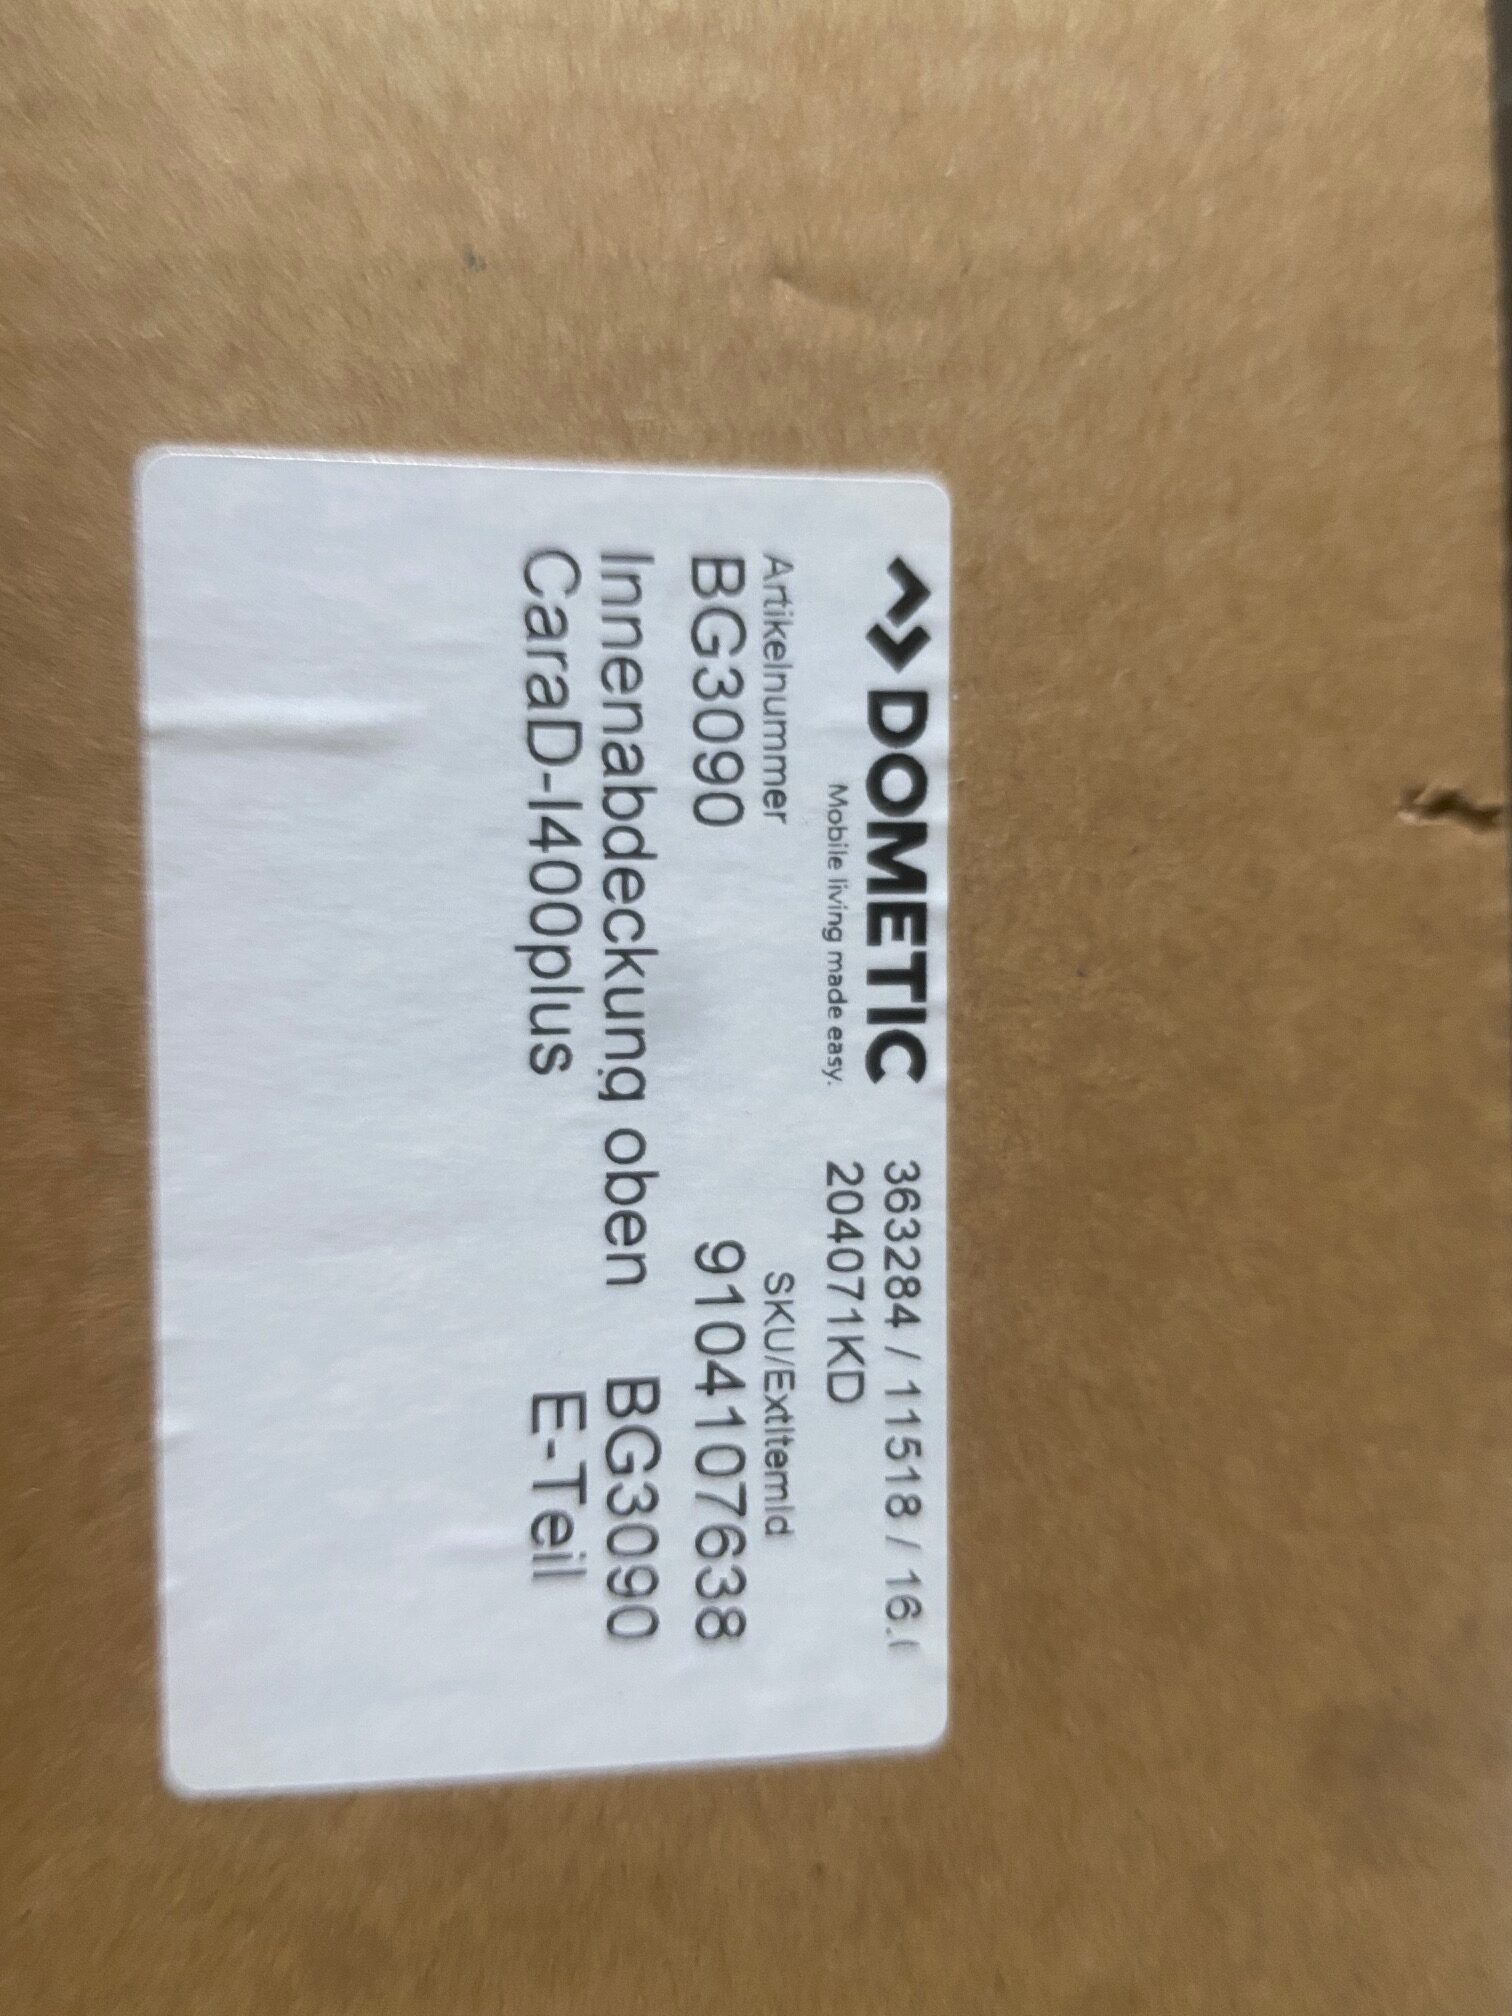 DOMETIC
Mobile living made easy.
363284 / 11518 / 16.
204071KD
Artikelnummer
BG3090
SKU/ExtItemId
9104107638
Innenabdeckung oben BG3090
CaraD-I400plus E-Teil